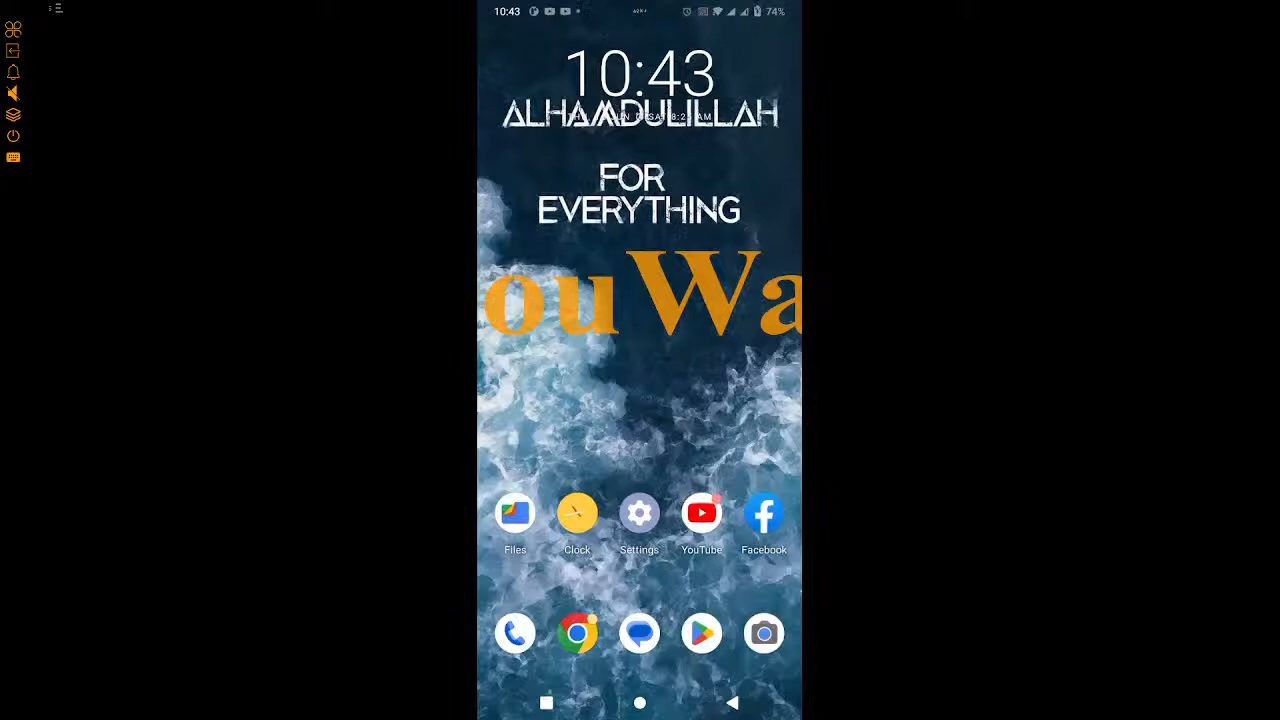 10:43
74%
10:43
ALHAMDULILLAH
FOR
EVERYTHING
ouWa
Files
Clock
Settings
YouTube
Facebook